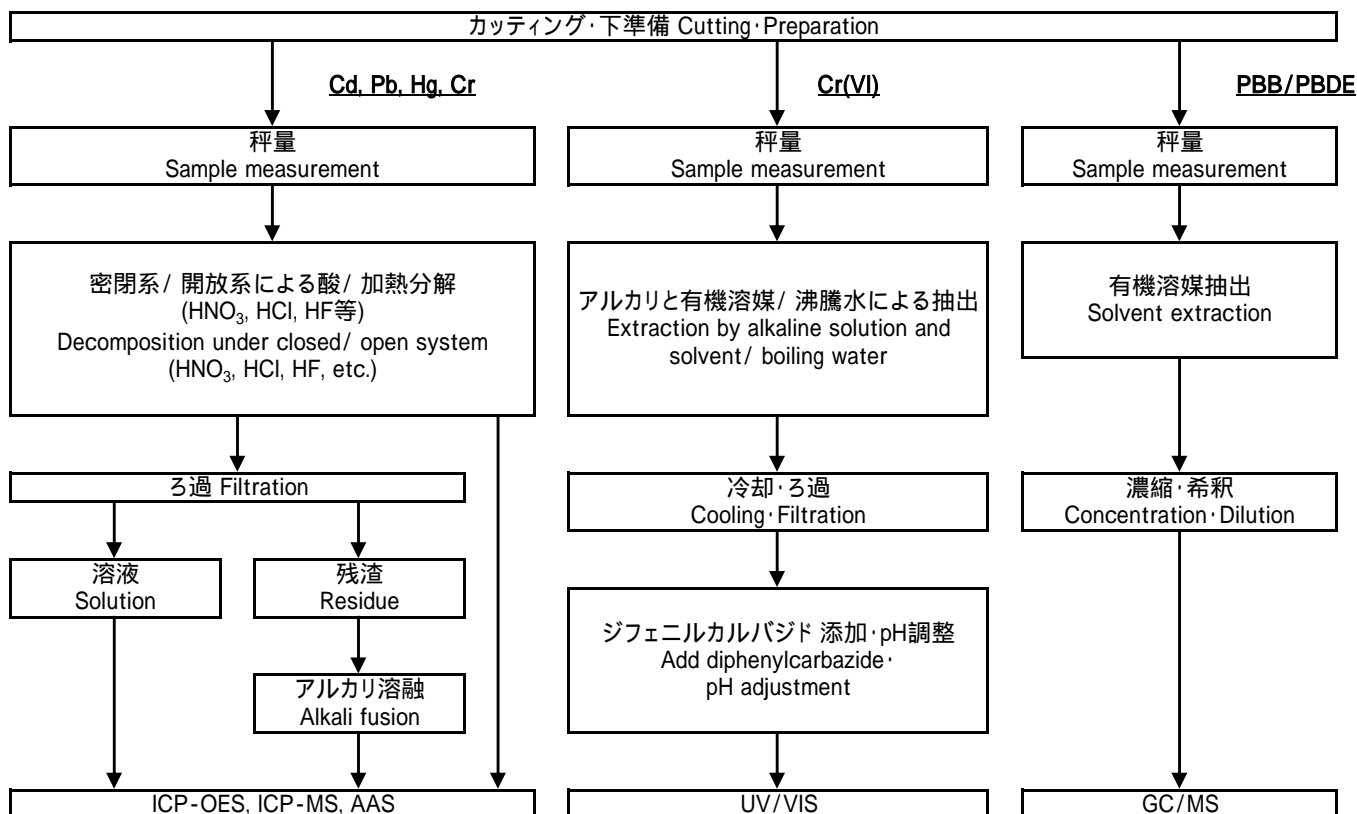 カッティング･下準備 Cutting･Preparation
Cd, Pb, Hg, Cr
Cr(VI)
PBB/PBDE
秤量
Sample measurement
秤量
Sample measurement
秤量
Sample measurement
密閉系/ 開放系による酸/ 加熱分解
(HNO₃, HCl, HF等)
Decomposition under closed/ open system
(HNO₃, HCl, HF, etc.)
アルカリと有機溶媒/ 沸騰水による抽出
Extraction by alkaline solution and
solvent/ boiling water
有機溶媒抽出
Solvent extraction
ろ過 Filtration
冷却･ろ過
Cooling･Filtration
濃縮･希釈
Concentration･Dilution
溶液
Solution
残渣
Residue
ジフェニルカルバジド 添加･pH調整
Add diphenylcarbazide･
pH adjustment
アルカリ溶融
Alkali fusion
ICP-OES, ICP-MS, AAS
UV/VIS
GC/MS